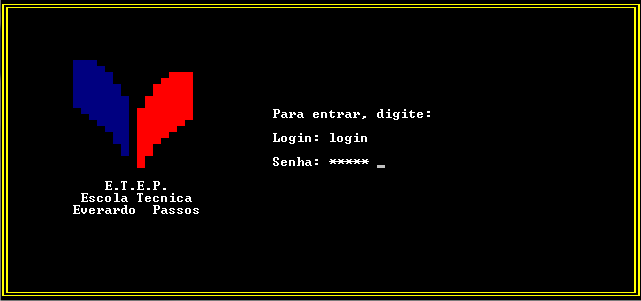 Para entrar, digite:
Login: login
Senha: ***** _
E.T.E.P.
Escola Tecnica
Everardo  Passos